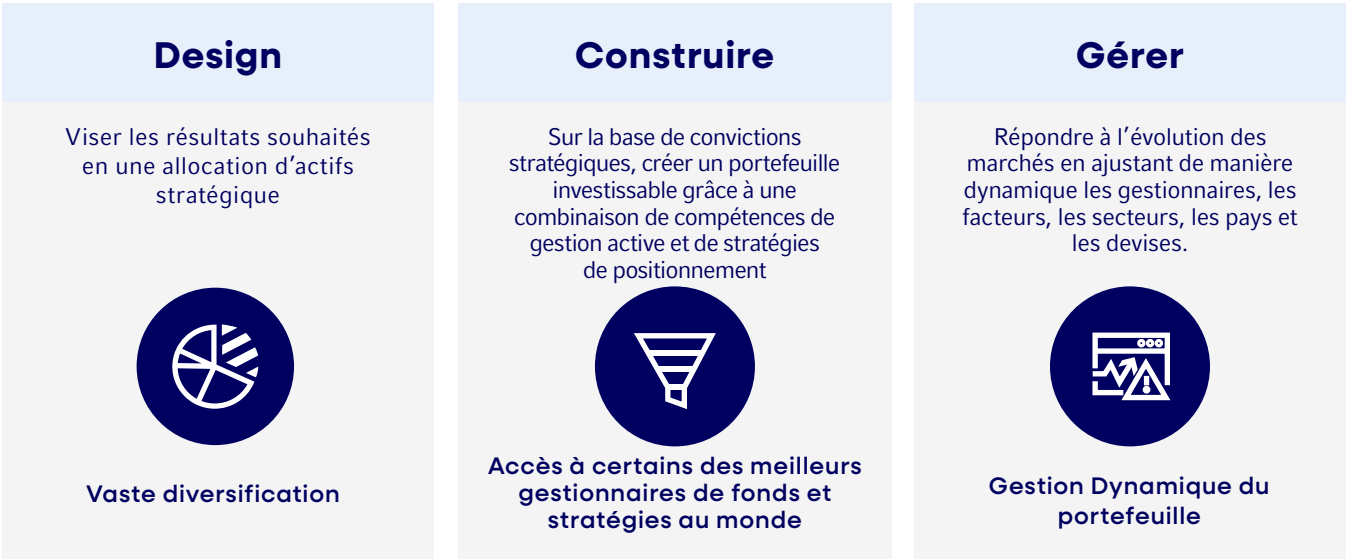 Design
Viser les résultats souhaités
en une allocation d’actifs
stratégique
Vaste diversification
Construire
Sur la base de convictions
stratégiques, créer un portefeuille
investissable grâce à une
combinaison de compétences de
gestion active et de stratégies
de positionnement
Accès à certains des meilleurs
gestionnaires de fonds et
stratégies au monde
Gérer
Répondre à l’évolution des
marchés en ajustant de manière
dynamique les gestionnaires, les
facteurs, les secteurs, les pays et
les devises.
Gestion Dynamique du
portefeuille